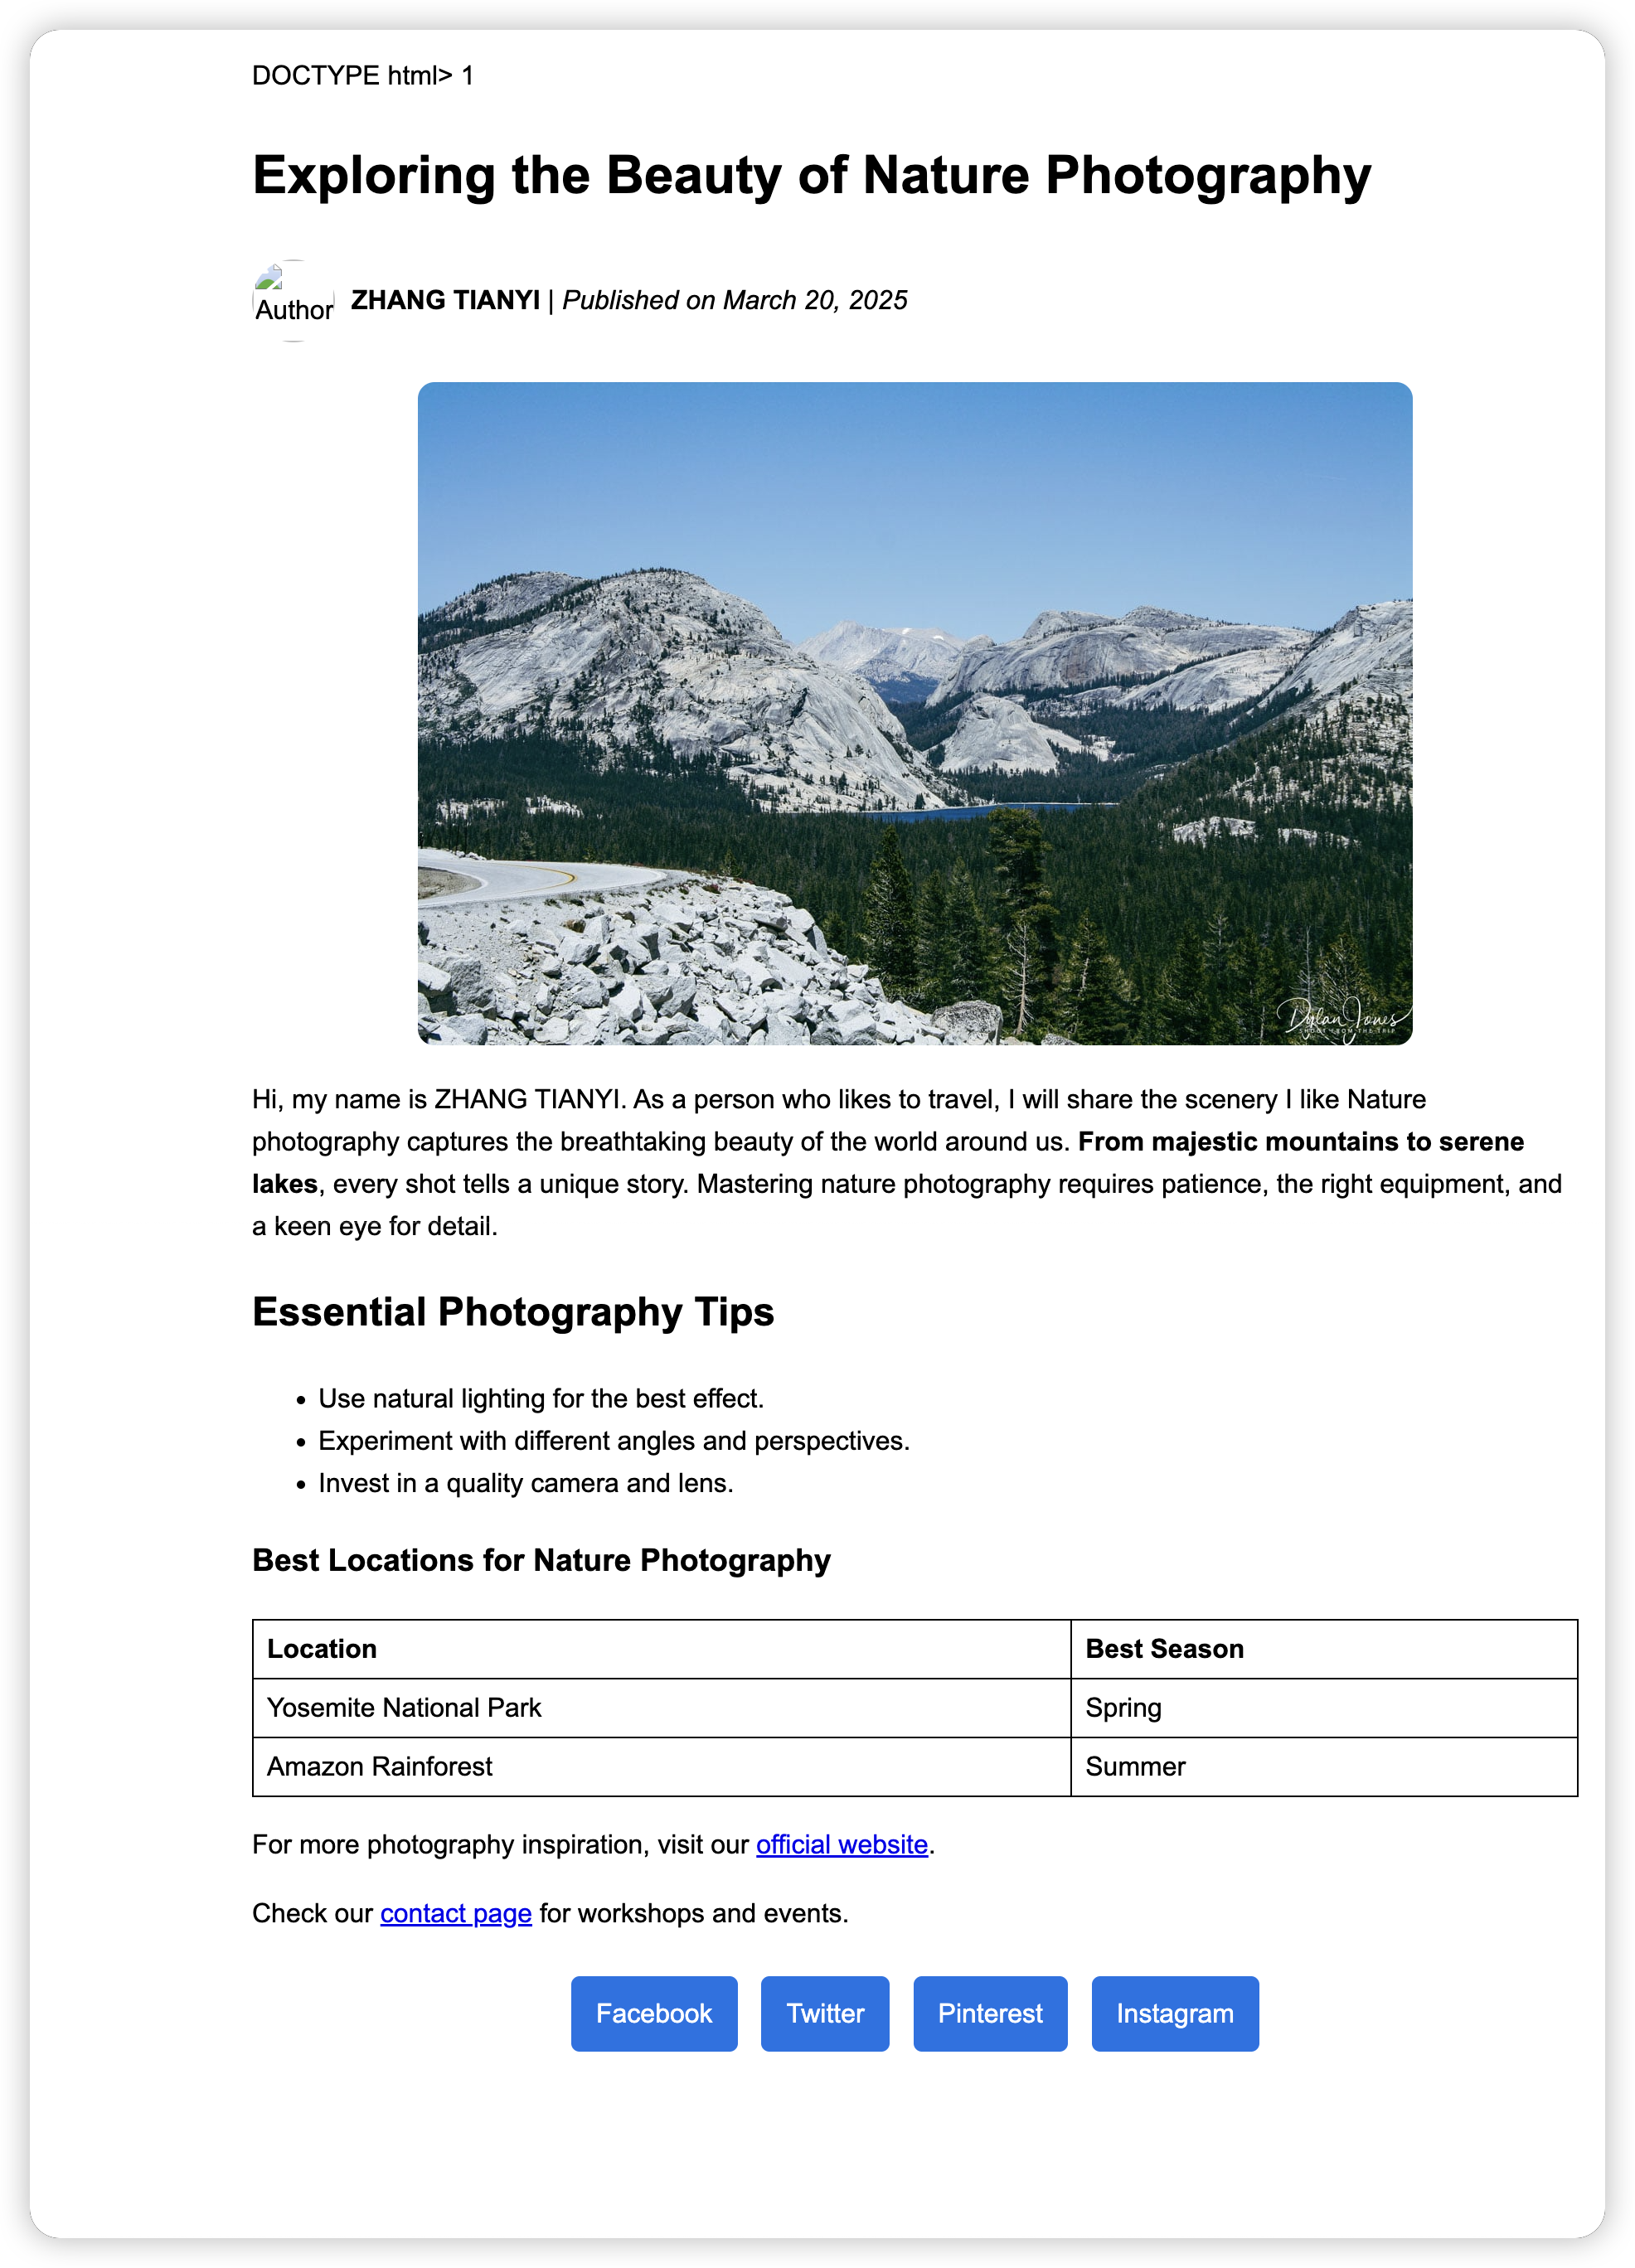 DOCTYPE html> 1
Exploring the Beauty of Nature Photography
Author
ZHANG TIANYI | Published on March 20, 2025
Dylan Jones
SHOOT FROM THE TRIP
Hi, my name is ZHANG TIANYI. As a person who likes to travel, I will share the scenery I like Nature
photography captures the breathtaking beauty of the world around us. From majestic mountains to serene
lakes, every shot tells a unique story. Mastering nature photography requires patience, the right equipment, and
a keen eye for detail.
Essential Photography Tips
• Use natural lighting for the best effect.
• Experiment with different angles and perspectives.
• Invest in a quality camera and lens.
Best Locations for Nature Photography
Location Best Season
Yosemite National Park Spring
Amazon Rainforest Summer
For more photography inspiration, visit our official website.
Check our contact page for workshops and events.
Facebook Twitter Pinterest Instagram